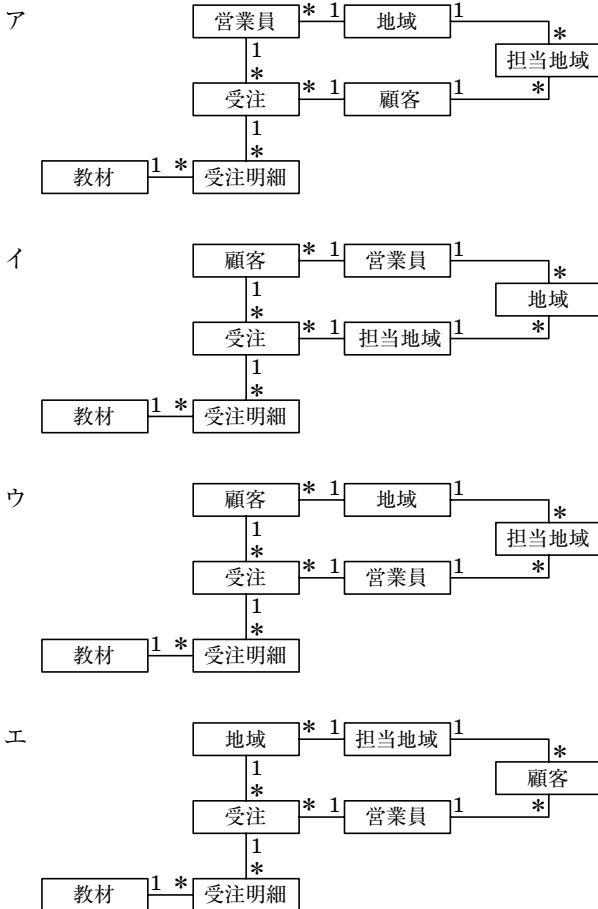 ア
営業員 * 1 地域 1
1 * 担当地域
* *
受注 * 1 顧客 1
1
*
教材 1 * 受注明細
イ
顧客 * 1 営業員 1
1 * 地域
* *
受注 * 1 担当地域 1
1
*
教材 1 * 受注明細
ウ
顧客 * 1 地域 1
1 * 担当地域
* *
受注 * 1 営業員 1
1
*
教材 1 * 受注明細
エ
地域 * 1 担当地域 1
1 * 顧客
* *
受注 * 1 営業員 1
1
*
教材 1 * 受注明細